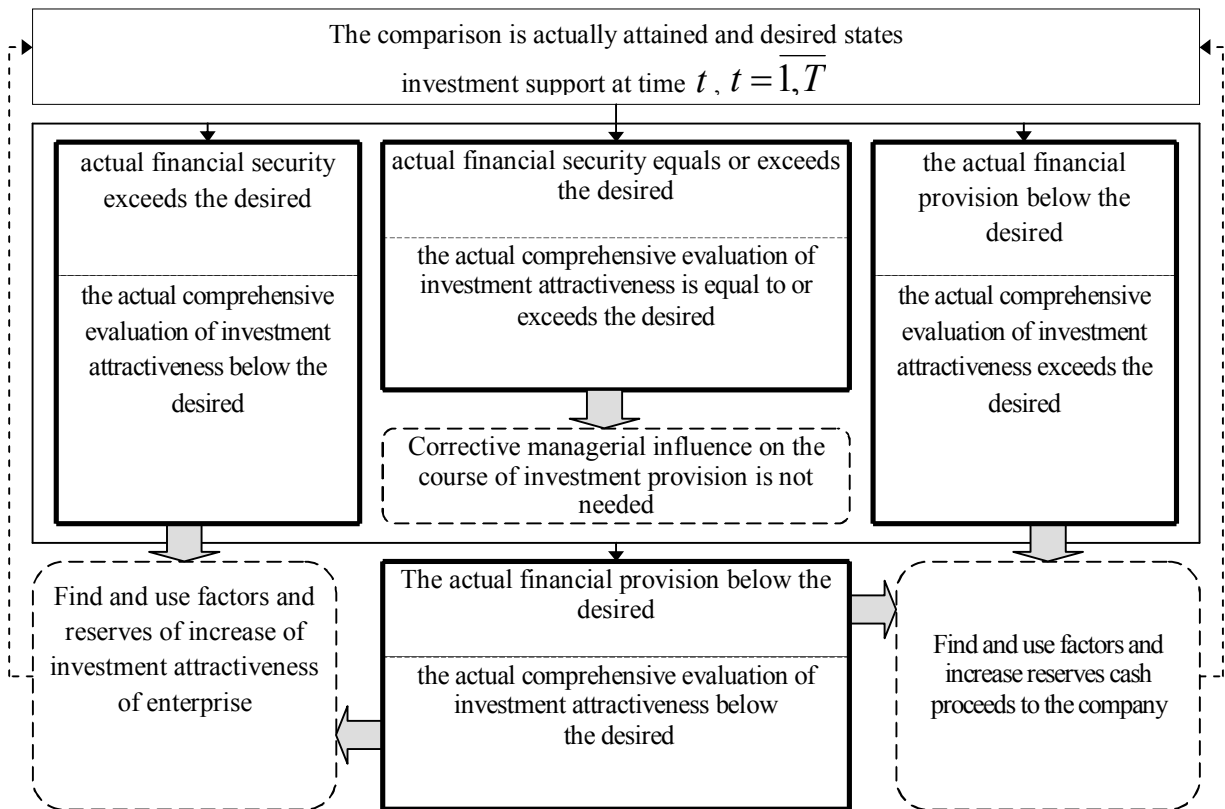 The comparison is actually attained and desired states
investment support at time t , t = \overline{1,T}
actual financial security
exceeds the desired
the actual comprehensive
evaluation of investment
attractiveness below the
desired
actual financial security equals or exceeds
the desired
the actual comprehensive evaluation of
investment attractiveness is equal to or
exceeds the desired
Corrective managerial influence on the
course of investment provision is not
needed
the actual financial
provision below the
desired
the actual comprehensive
evaluation of investment
attractiveness exceeds the
desired
Find and use factors and
reserves of increase of
investment attractiveness
of enterprise
The actual financial provision below the
desired
the actual comprehensive evaluation of
investment attractiveness below
the desired
Find and use factors and
increase reserves cash
proceeds to the company